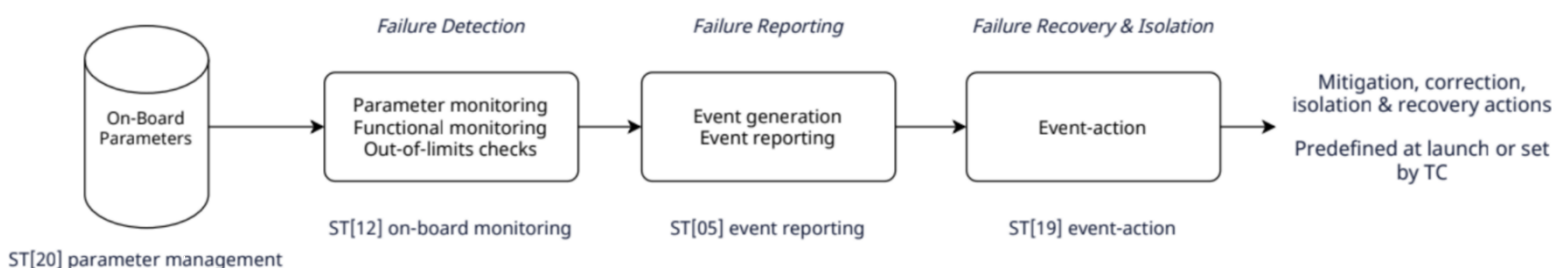 Failure Detection
Failure Reporting
Failure Recovery & Isolation
On-Board
Parameters
Parameter monitoring
Functional monitoring
Out-of-limits checks
Event generation
Event reporting
Event-action
Mitigation, correction,
isolation & recovery actions
Predefined at launch or set
by TC
ST[12] on-board monitoring
ST[05] event reporting
ST[19] event-action
ST[20] parameter management